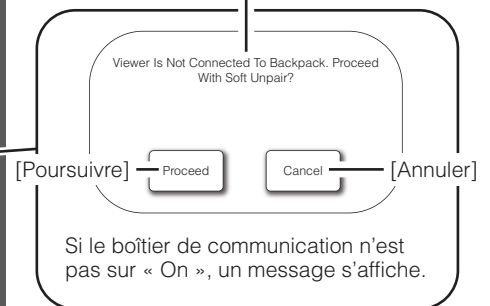 Viewer Is Not Connected To Backpack. Proceed
With Soft Unpair?
[Poursuivre] Proceed Cancel [Annuler]
Si le boîtier de communication n'est
pas sur « On », un message s'affiche.